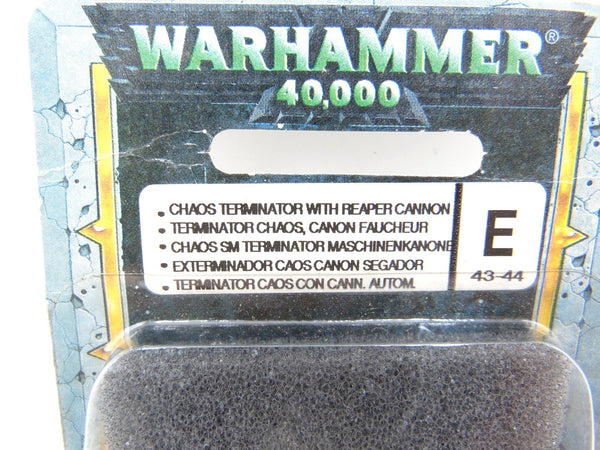 WARHAMMER®
40,000
• CHAOS TERMINATOR WITH REAPER CANNON
• TERMINATOR CHAOS, CANON FAUCHEUR
• CHAOS SM TERMINATOR MASCHINENKANONE
• EXTERMINADOR CAOS CANON SEGADOR
• TERMINATOR CAOS CON CANN. AUTOM.
E
43-44